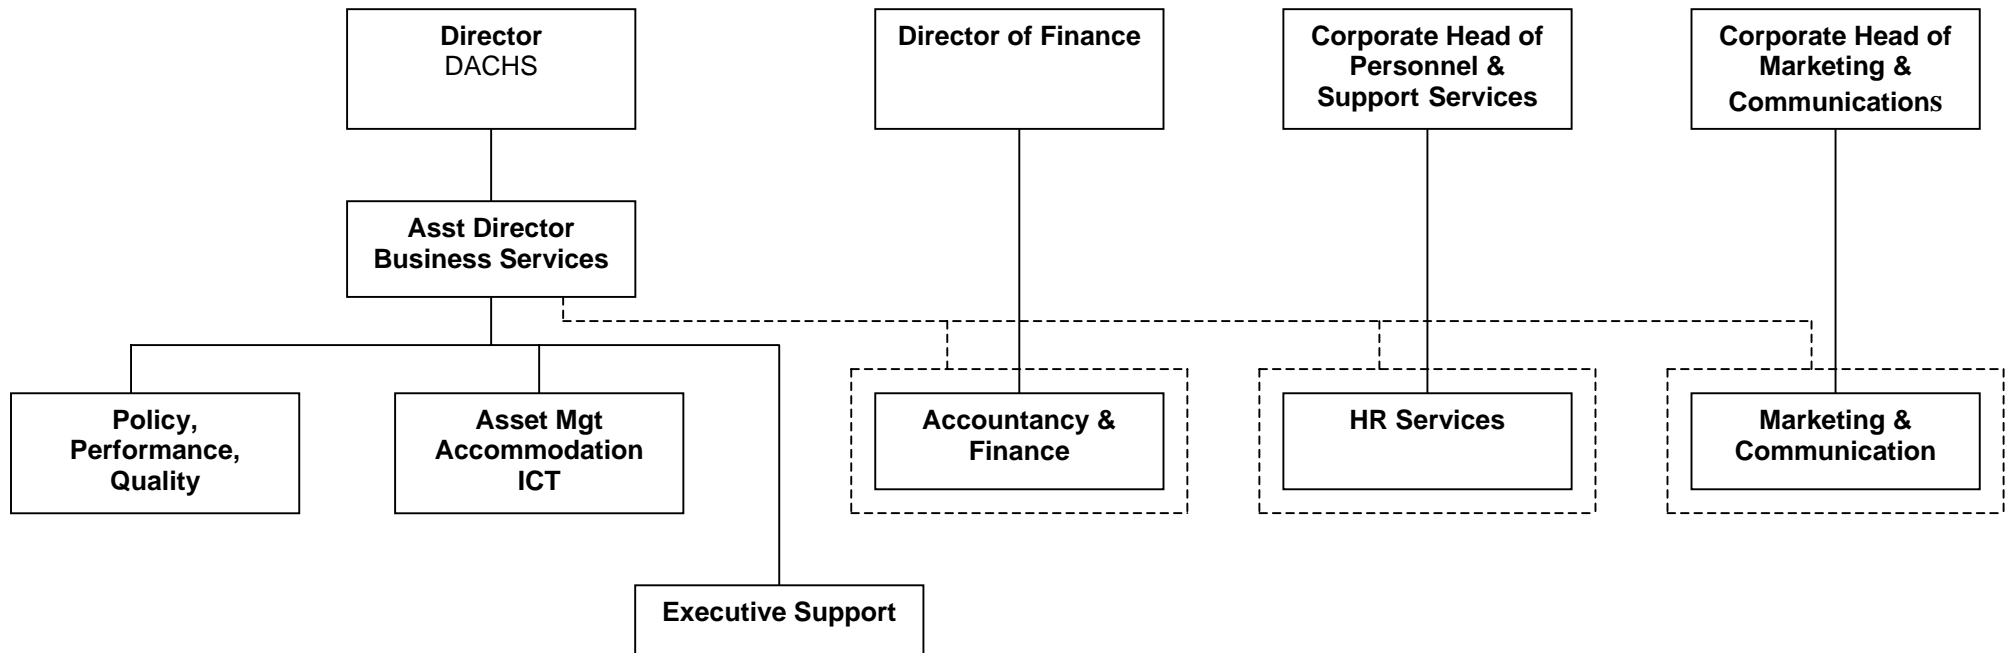 Director
DACHS
Director of Finance
Corporate Head of
Personnel &
Support Services
Corporate Head of
Marketing &
Communications
Asst Director
Business Services
Policy,
Performance,
Quality
Asset Mgt
Accommodation
ICT
Accountancy &
Finance
HR Services
Marketing &
Communication
Executive Support